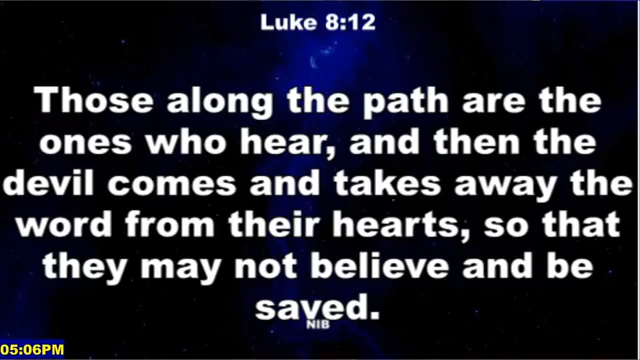 Luke 8:12
Those along the path are the
ones who hear, and then the
devil comes and takes away the
word from their hearts, so that
they may not believe and be
saved.
NIB
05:06PM